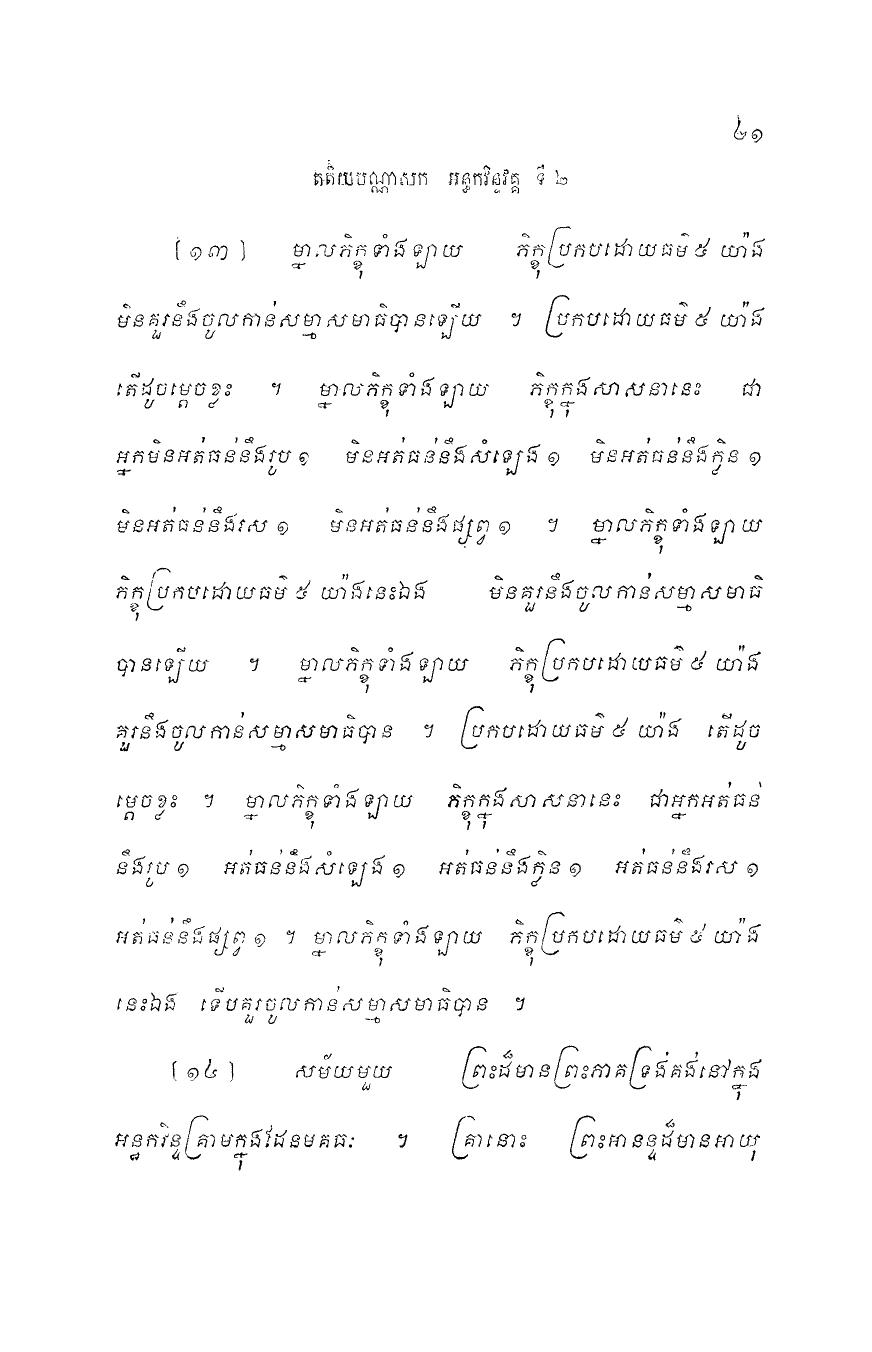 ៤១
តតិយបណ្ណាសក អន្ធកវិន្ទវគ្គ ទី ២
[១៣] ម្នាលភិក្ខុទាំងឡាយ ភិក្ខុប្រកបដោយធម៌ ៥ យ៉ាង
មិនគួរនឹងចូលកាន់សម្មាសមាធិបានឡើយ ។ ប្រកបដោយធម៌ ៥ យ៉ាង
តើដូចម្តេចខ្លះ ។ ម្នាលភិក្ខុទាំងឡាយ ភិក្ខុក្នុងសាសនានេះ ជា
អ្នកមិនអត់ធន់នឹងរូប ១ មិនអត់ធន់នឹងសំឡេង ១ មិនអត់ធន់នឹងក្លិន ១
មិនអត់ធន់នឹងរស ១ មិនអត់ធន់នឹងផ្សព្វ ១ ។ ម្នាលភិក្ខុទាំងឡាយ
ភិក្ខុប្រកបដោយធម៌ ៥ យ៉ាងនេះឯង មិនគួរនឹងចូលកាន់សម្មាសមាធិ
បានឡើយ ។ ម្នាលភិក្ខុទាំងឡាយ ភិក្ខុប្រកបដោយធម៌ ៥ យ៉ាង
គួរនឹងចូលកាន់សម្មាសមាធិបាន ។ ប្រកបដោយធម៌ ៥ យ៉ាង តើដូច
ម្តេចខ្លះ ។ ម្នាលភិក្ខុទាំងឡាយ ភិក្ខុក្នុងសាសនានេះ ជាអ្នកអត់ធន់
នឹងរូប ១ អត់ធន់នឹងសំឡេង ១ អត់ធន់នឹងក្លិន ១ អត់ធន់នឹងរស ១
អត់ធន់នឹងផ្សព្វ ១ ។ ម្នាលភិក្ខុទាំងឡាយ ភិក្ខុប្រកបដោយធម៌ ៥ យ៉ាង
នេះឯង ទើបគួរចូលកាន់សម្មាសមាធិបាន ។
[១៤] សម័យមួយ ព្រះដ៏មានព្រះភាគទ្រង់គង់នៅក្នុង
អន្ធកវិន្ទគ្រាមក្នុងដែនមគធៈ ។ គ្រានោះ ព្រះអានន្ទដ៏មានអាយុ